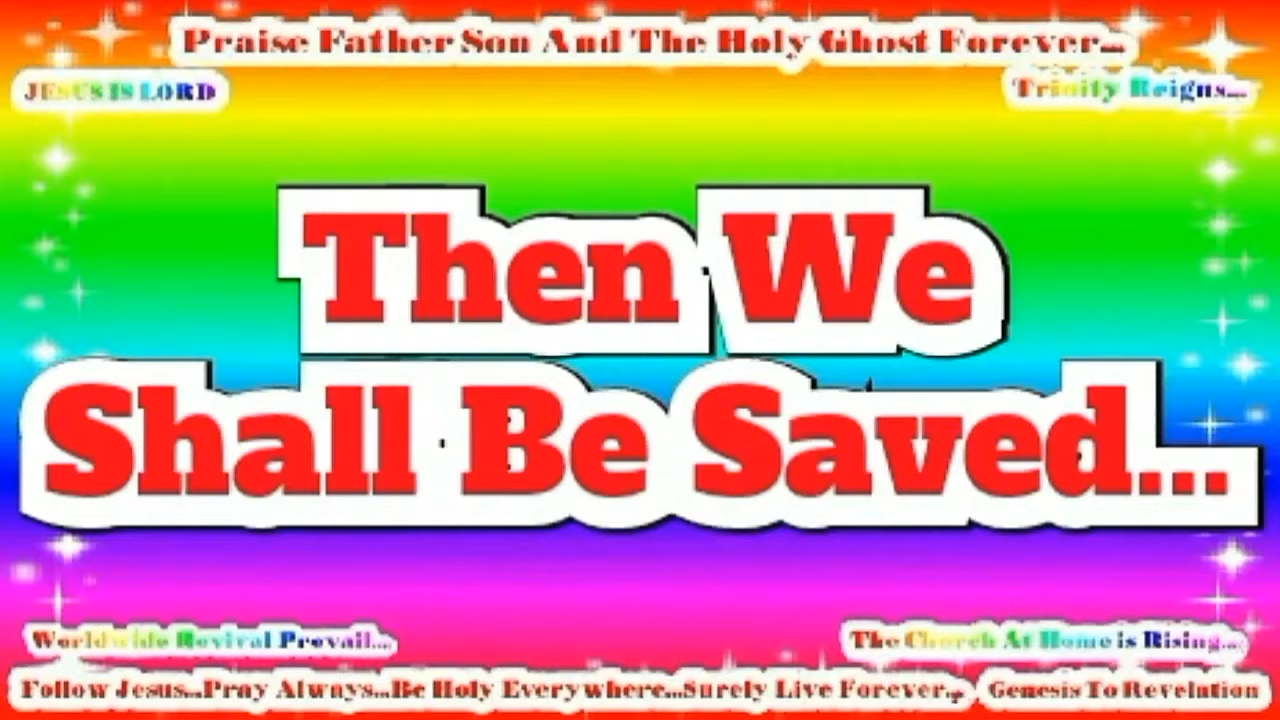 Praise Father Son And The Holy Ghost Forever...
JESUS IS LORD
Trinity Reigns...
Then We
Shall Be Saved...
Worldwide Revival Prevail...
The Church At Home is Rising...
Follow Jesus...Pray Always...Be Holy Everywhere...Surely Live Forever...
Genesis To Revelation